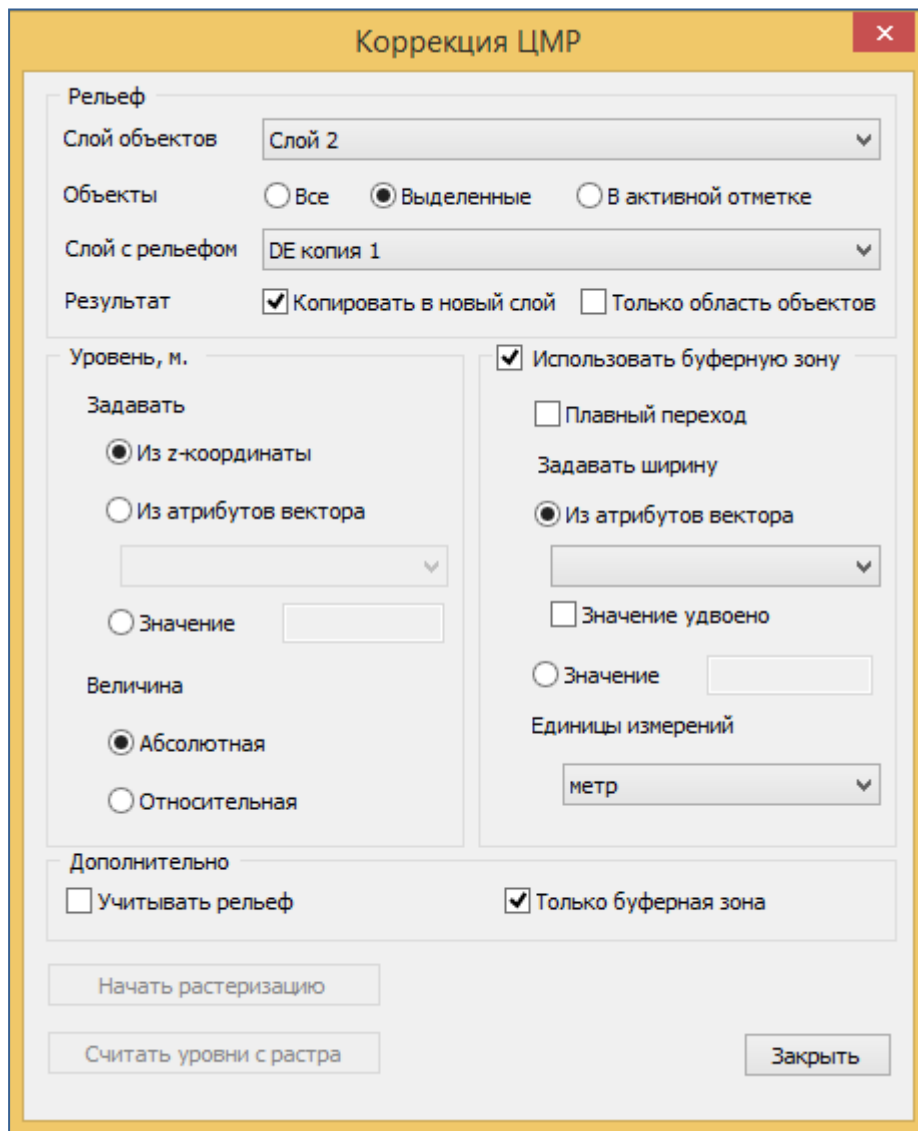 Коррекция ЦМР
Рельеф
Слой объектов Слой 2
Объекты Все Выделенные В активной отметке
Слой с рельефом DE копия 1
Результат Копировать в новый слой Только область объектов
Уровень, м.
Задавать
Из z-координаты
Из атрибутов вектора
Значение
Величина
Абсолютная
Относительная
Использовать буферную зону
Плавный переход
Задавать ширину
Из атрибутов вектора
Значение удвоено
Значение
Единицы измерений
метр
Дополнительно
Учитывать рельеф Только буферная зона
Начать растеризацию
Считать уровни с растра
Закрыть